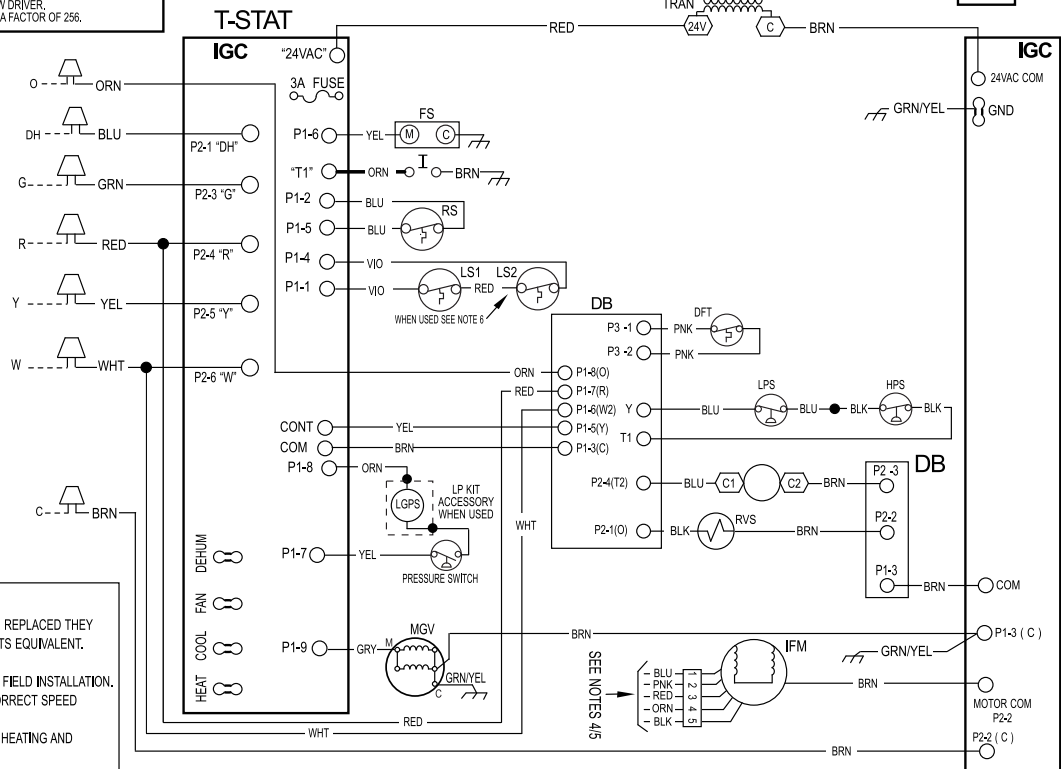 W DRIVER.
A FACTOR OF 256.
T-STAT
TRAN
24V
C
RED
BRN
IGC
"24VAC"
3A FUSE
IGC
24VAC COM
GRN/YEL
GND
O
ORN
DH
BLU
P2-1 "DH"
G
GRN
P2-3 "G"
R
RED
P2-4 "R"
Y
YEL
P2-5 "Y"
W
WHT
P2-6 "W"
P1-6
YEL
FS
M
C
"T1"
ORN
I
BRN
P1-2
BLU
RS
P1-5
BLU
P1-4
VIO
P1-1
VIO
LS1
RED
LS2
WHEN USED SEE NOTE 6
DB
P3 -1
PNK
DFT
P3 -2
PNK
ORN
P1-8(O)
RED
P1-7(R)
P1-6(W2)
Y
BLU
LPS
BLU
BLK
HPS
BLK
CONT
YEL
P1-5(Y)
T1
COM
BRN
P1-3(C)
P1-8
ORN
LGPS
LP KIT
ACCESSORY
WHEN USED
P1-7
YEL
PRESSURE SWITCH
WHT
P2-4(T2)
BLU
C1
C2
BRN
P2 -3
DB
P2-1(O)
BLK
RVS
BRN
P2-2
P1-3
BRN
COM
C
BRN
DEHUM
FAN
COOL
HEAT
P1-9
GRY
M
MGV
C
GRN/YEL
BRN
P1-3 ( C )
GRN/YEL
SEE NOTES 4/5
BLU
PNK
RED
ORN
BLK
1
2
3
4
5
IFM
BRN
MOTOR COM
P2-2
RED
WHT
BRN
P2-2 ( C )
REPLACED THEY
TS EQUIVALENT.
FIELD INSTALLATION.
ORRECT SPEED
HEATING AND